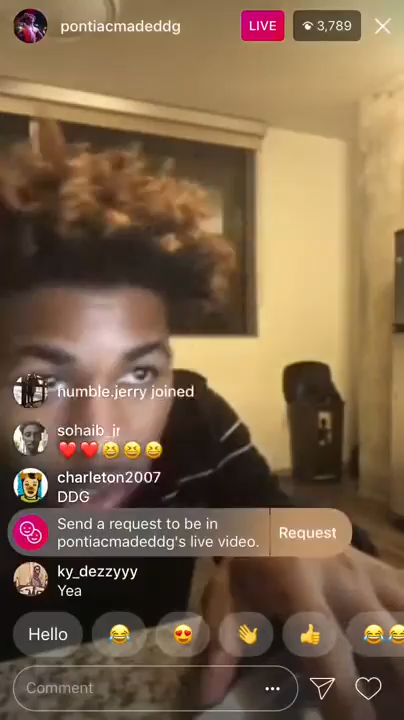 pontiacmadeddg
LIVE
3,789
humble.jerry joined
sohaib_jr
charleton2007
DDG
Send a request to be in
pontiacmadeddg's live video.
Request
ky_dezzyyy
Yea
Hello
Comment